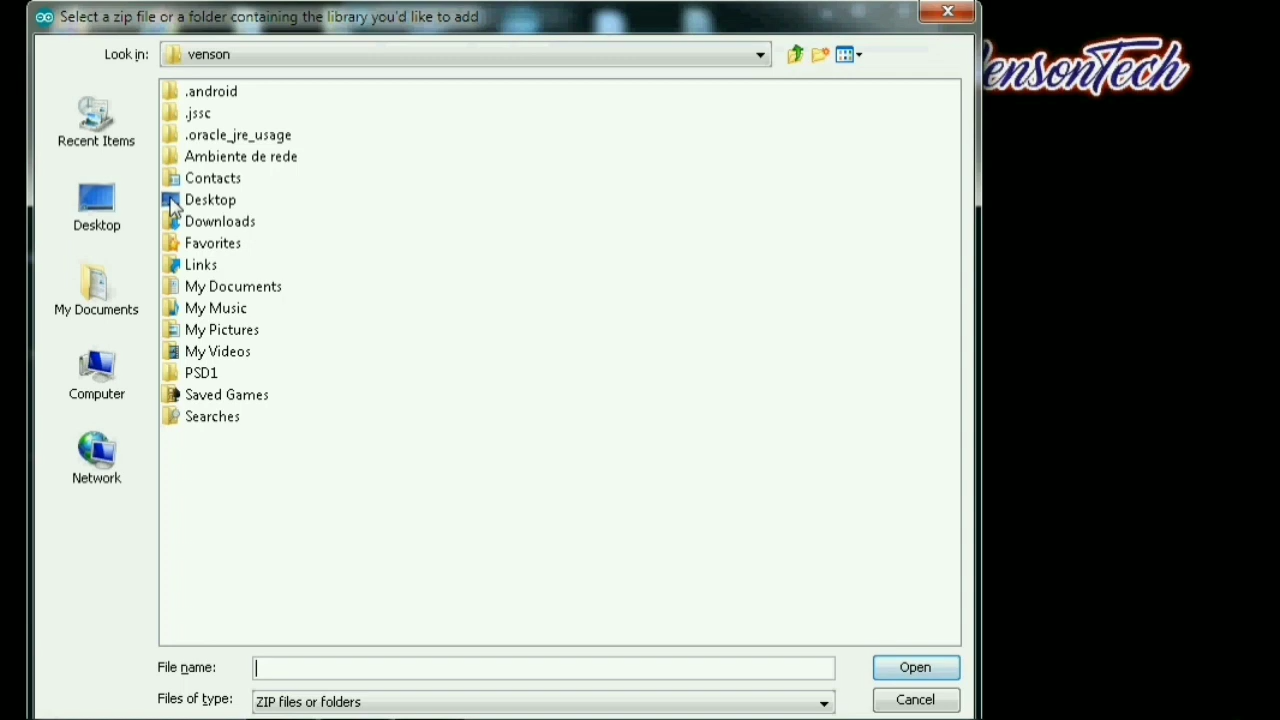 Select a zip file or a folder containing the library you'd like to add
Look in: venson
VensonTech
.android
.jssc
.oracle_jre_usage
Ambiente de rede
Contacts
Desktop
Downloads
Favorites
Links
My Documents
My Music
My Pictures
My Videos
PSD1
Saved Games
Searches
Recent Items
Desktop
My Documents
Computer
Network
File name:
Open
Files of type: ZIP files or folders
Cancel